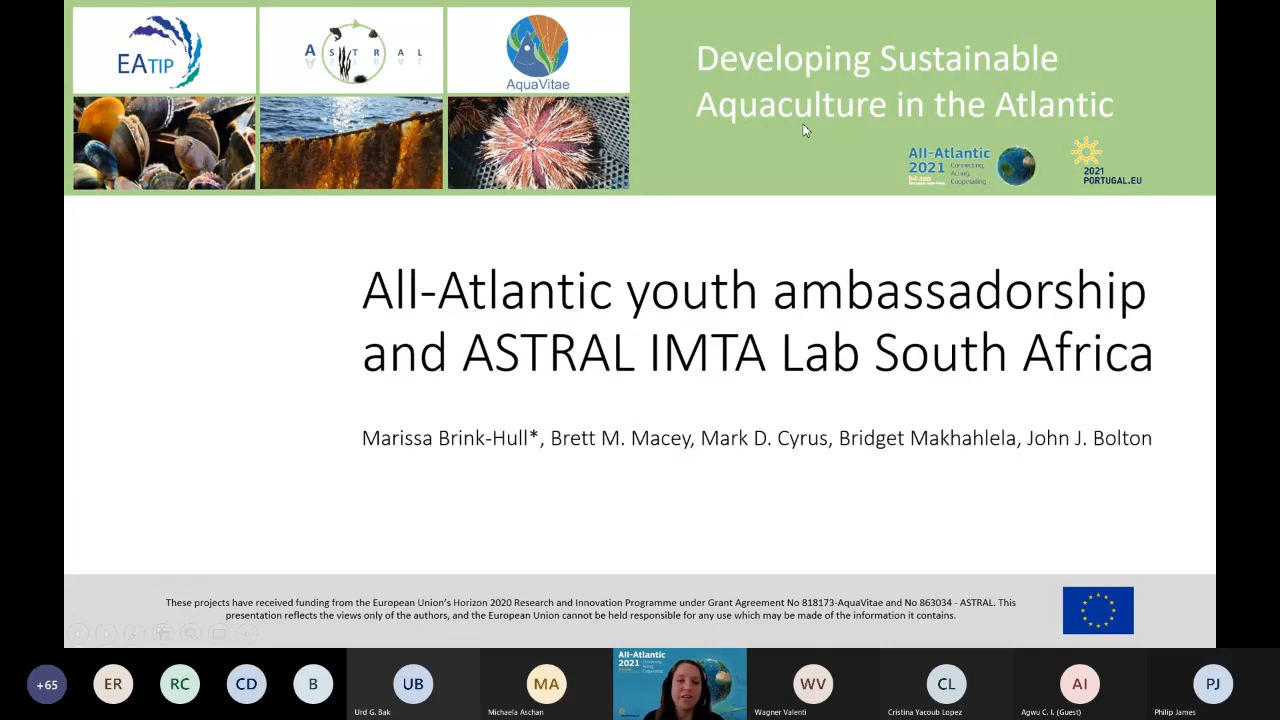 EATIP
ASTRAL
AquaVitae
Developing Sustainable
Aquaculture in the Atlantic
All-Atlantic
2021
Connecting,
Acting,
Cooperating
2021
PORTUGAL.EU
All-Atlantic youth ambassadorship
and ASTRAL IMTA Lab South Africa
Marissa Brink-Hull*, Brett M. Macey, Mark D. Cyrus, Bridget Makhahlela, John J. Bolton
These projects have received funding from the European Union's Horizon 2020 Research and Innovation Programme under Grant Agreement No 818173-AquaVitae and No 863034 - ASTRAL. This
presentation reflects the views only of the authors, and the European Union cannot be held responsible for any use which may be made of the information it contains.
+65
ER
RC
CD
B
UB
Urd G. Bak
MA
Michaela Aschan
All-Atlantic
2021
WV
Wagner Valenti
CL
Cristina Yacoub Lopez
AI
Agwu C. I. (Guest)
PJ
Philip James